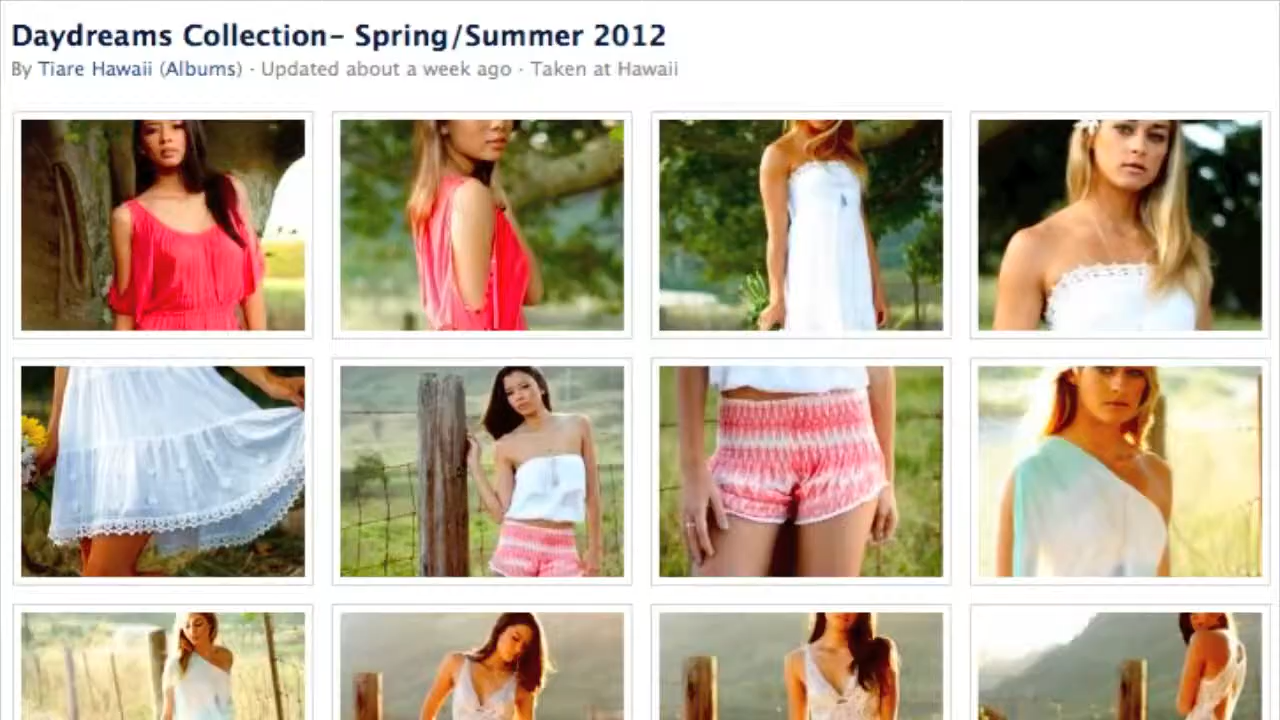 Daydreams Collection- Spring/Summer 2012
By Tiare Hawaii (Albums) · Updated about a week ago · Taken at Hawaii